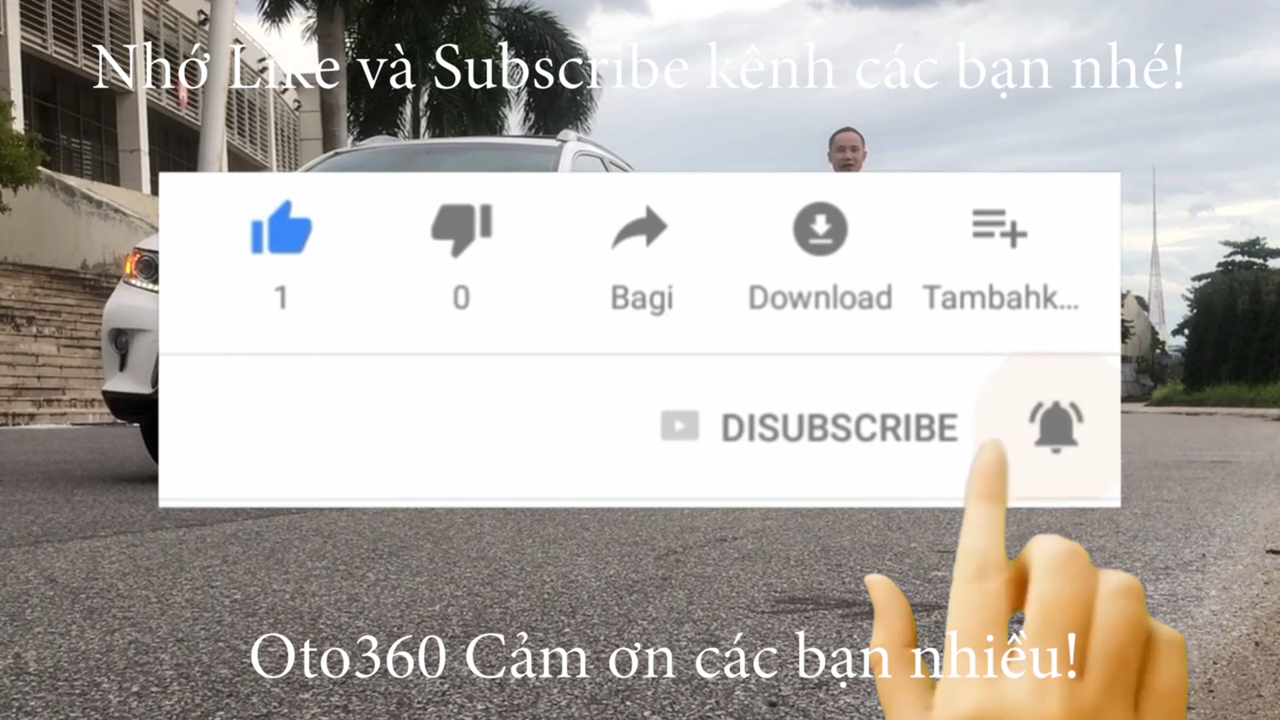 Nhớ Like và Subscribe kênh các bạn nhé!
1 0 Bagi Download Tambahk...
DISUBSCRIBE
Oto360 Cảm ơn các bạn nhiều!